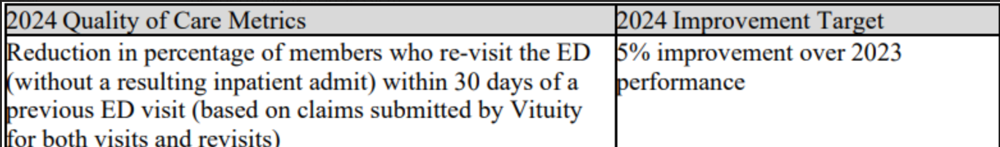 2024 Quality of Care Metrics
2024 Improvement Target
Reduction in percentage of members who re-visit the ED
(without a resulting inpatient admit) within 30 days of a
previous ED visit (based on claims submitted by Vituity
for both visits and revisits)
5% improvement over 2023
performance